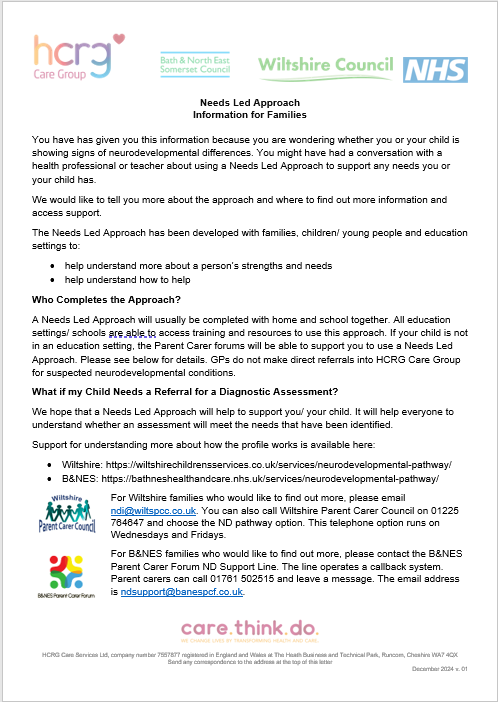 hcrg
Care Group
Bath & North East
Somerset Council
Wiltshire Council
NHS
Needs Led Approach
Information for Families
You have has given you this information because you are wondering whether you or your child is
showing signs of neurodevelopmental differences. You might have had a conversation with a
health professional or teacher about using a Needs Led Approach to support any needs you or
your child has.
We would like to tell you more about the approach and where to find out more information and
access support.
The Needs Led Approach has been developed with families, children/ young people and education
settings to:
• help understand more about a person's strengths and needs
• help understand how to help
Who Completes the Approach?
A Needs Led Approach will usually be completed with home and school together. All education
settings/ schools are able to access training and resources to use this approach. If your child is not
in an education setting, the Parent Carer forums will be able to support you to use a Needs Led
Approach. Please see below for details. GPs do not make direct referrals into HCRG Care Group
for suspected neurodevelopmental conditions.
What if my Child Needs a Referral for a Diagnostic Assessment?
We hope that a Needs Led Approach will help to support you/ your child. It will help everyone to
understand whether an assessment will meet the needs that have been identified.
Support for understanding more about how the profile works is available here:
• Wiltshire: https://wiltshirechildrensservices.co.uk/services/neurodevelopmental-pathway/
• B&NES: https://bathneshealthandcare.nhs.uk/services/neurodevelopmental-pathway/
Wiltshire
Parent Carer Council
For Wiltshire families who would like to find out more, please email
ndi@wiltspcc.co.uk. You can also call Wiltshire Parent Carer Council on 01225
764647 and choose the ND pathway option. This telephone option runs on
Wednesdays and Fridays.
B&NES Parent Carer Forum
For B&NES families who would like to find out more, please contact the B&NES
Parent Carer Forum ND Support Line. The line operates a callback system.
Parent carers can call 01761 502515 and leave a message. The email address
is ndsupport@banespcf.co.uk.
care.think.do.
WE CHANGE LIVES BY TRANSFORMING HEALTH AND CARE
HCRG Care Services Ltd, company number 7557877 registered in England and Wales at The Heath Business and Technical Park, Runcorn, Cheshire WA7 4QX
Send any correspondence to the address at the top of this letter
December 2024 v. 01